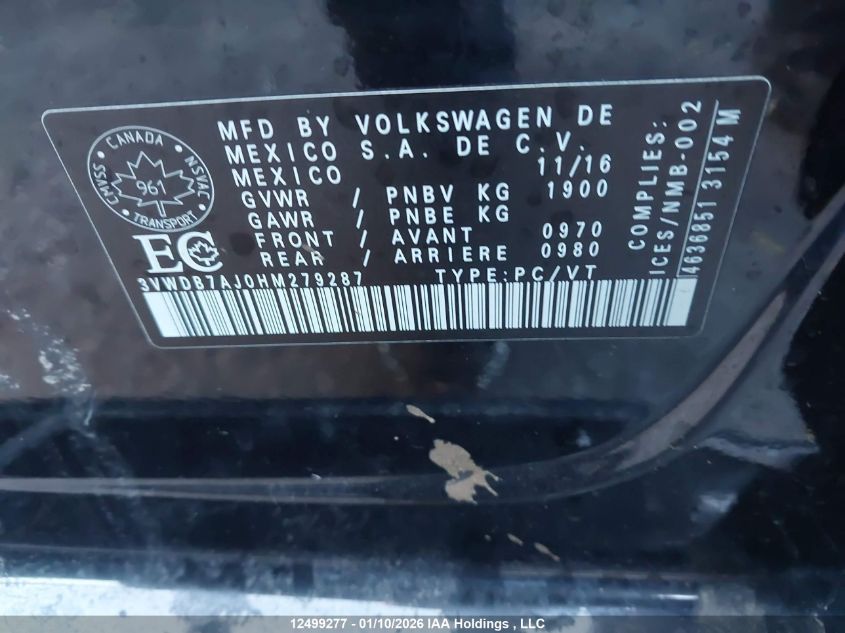 CANADA
CMVSS
961
NSVAC
TRANSPORT
EC
MFD BY VOLKSWAGEN DE
MEXICO S.A. DE C.V.
MEXICO 11/16
GVWR / PNBV KG 1900
GAWR / PNBE KG
FRONT / AVANT 0970
REAR / ARRIERE 0980
3VWDB7AJ0HM279287 TYPE:PC/VT
COMPLIES:
ICES/NMB-002
4636851 3154 M
12499277 - 01/10/2026 IAA Holdings , LLC